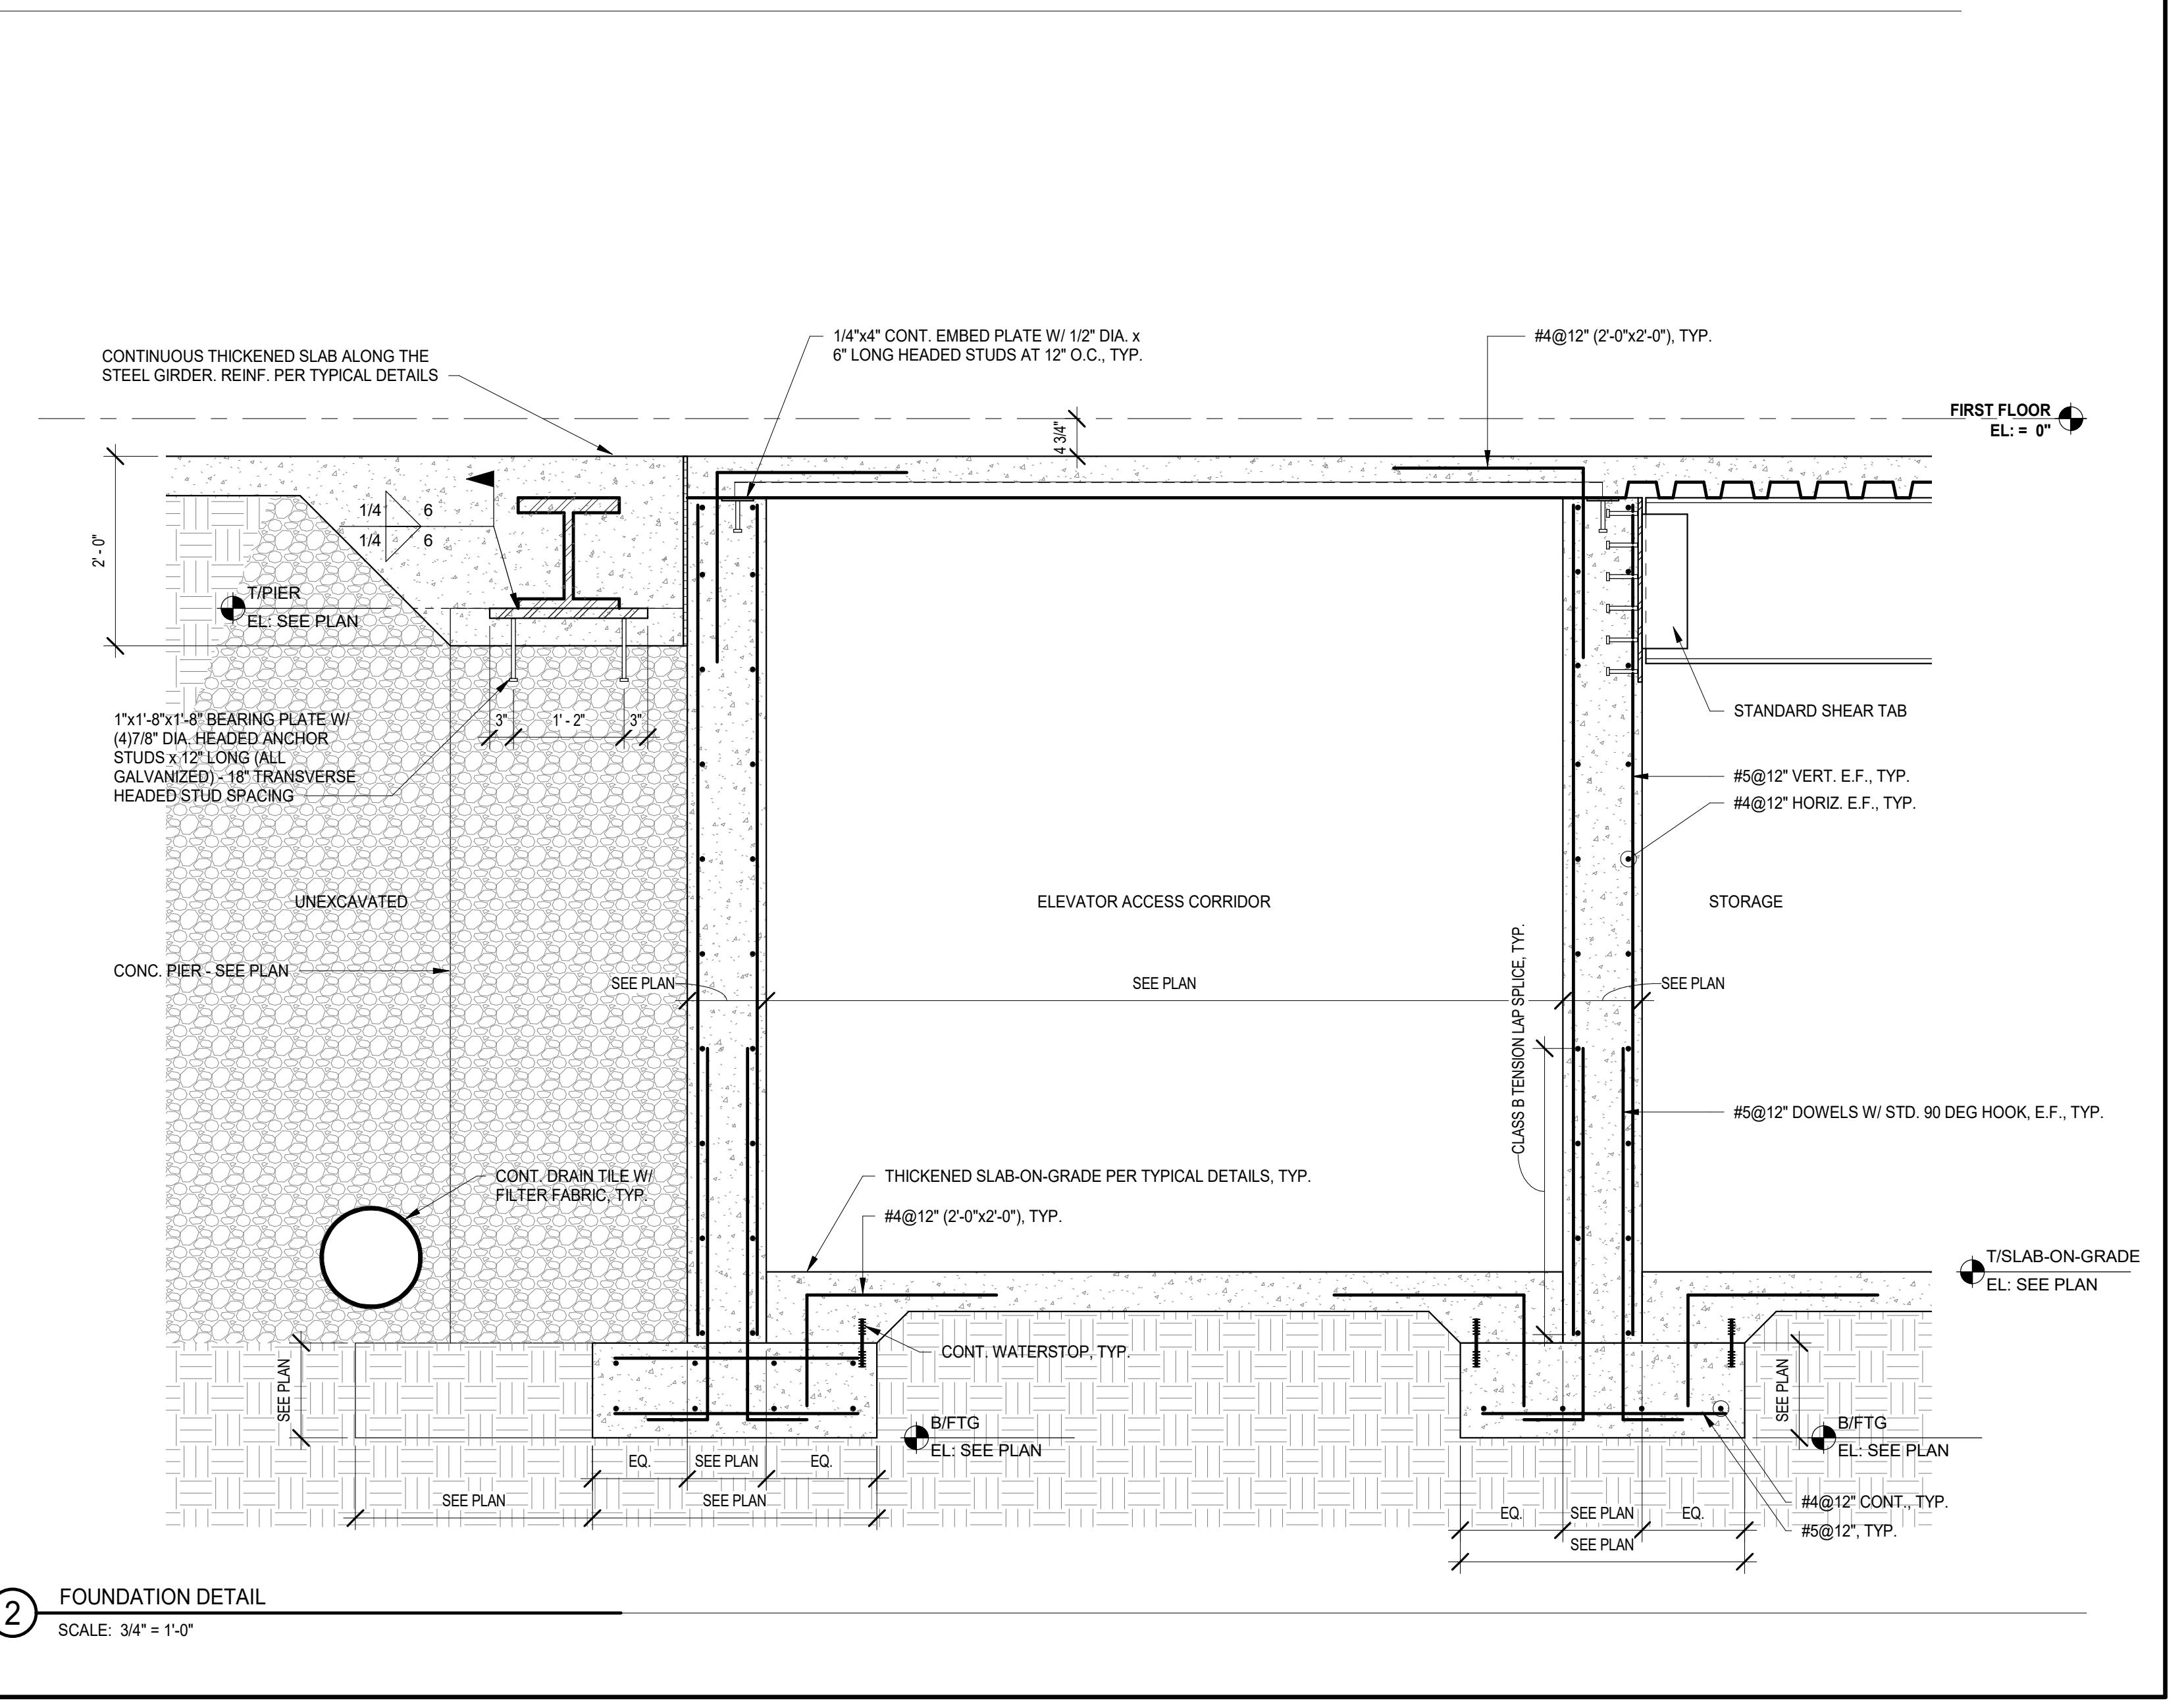 1/4"x4" CONT. EMBED PLATE W/ 1/2" DIA. x
6" LONG HEADED STUDS AT 12" O.C., TYP.
#4@12" (2'-0"x2'-0"), TYP.
CONTINUOUS THICKENED SLAB ALONG THE
STEEL GIRDER. REINF. PER TYPICAL DETAILS
FIRST FLOOR
EL: = 0"
4 3/4"
2' - 0"
1/4 6
1/4 6
T/PIER
EL: SEE PLAN
1"x1'-8"x1'-8" BEARING PLATE W/
(4)7/8" DIA. HEADED ANCHOR
STUDS x 12" LONG (ALL
GALVANIZED) - 18" TRANSVERSE
HEADED STUD SPACING
3" 1' - 2" 3"
STANDARD SHEAR TAB
#5@12" VERT. E.F., TYP.
#4@12" HORIZ. E.F., TYP.
UNEXCAVATED
ELEVATOR ACCESS CORRIDOR
STORAGE
CONC. PIER - SEE PLAN
SEE PLAN
SEE PLAN
SEE PLAN
CLASS B TENSION LAP SPLICE, TYP.
#5@12" DOWELS W/ STD. 90 DEG HOOK, E.F., TYP.
CONT. DRAIN TILE W/
FILTER FABRIC, TYP.
THICKENED SLAB-ON-GRADE PER TYPICAL DETAILS, TYP.
#4@12" (2'-0"x2'-0"), TYP.
T/SLAB-ON-GRADE
EL: SEE PLAN
CONT. WATERSTOP, TYP.
SEE PLAN
SEE PLAN
B/FTG
EL: SEE PLAN
B/FTG
EL: SEE PLAN
EQ. SEE PLAN EQ.
SEE PLAN
SEE PLAN
EQ. SEE PLAN EQ.
SEE PLAN
#4@12" CONT., TYP.
#5@12", TYP.
2
FOUNDATION DETAIL
SCALE: 3/4" = 1'-0"